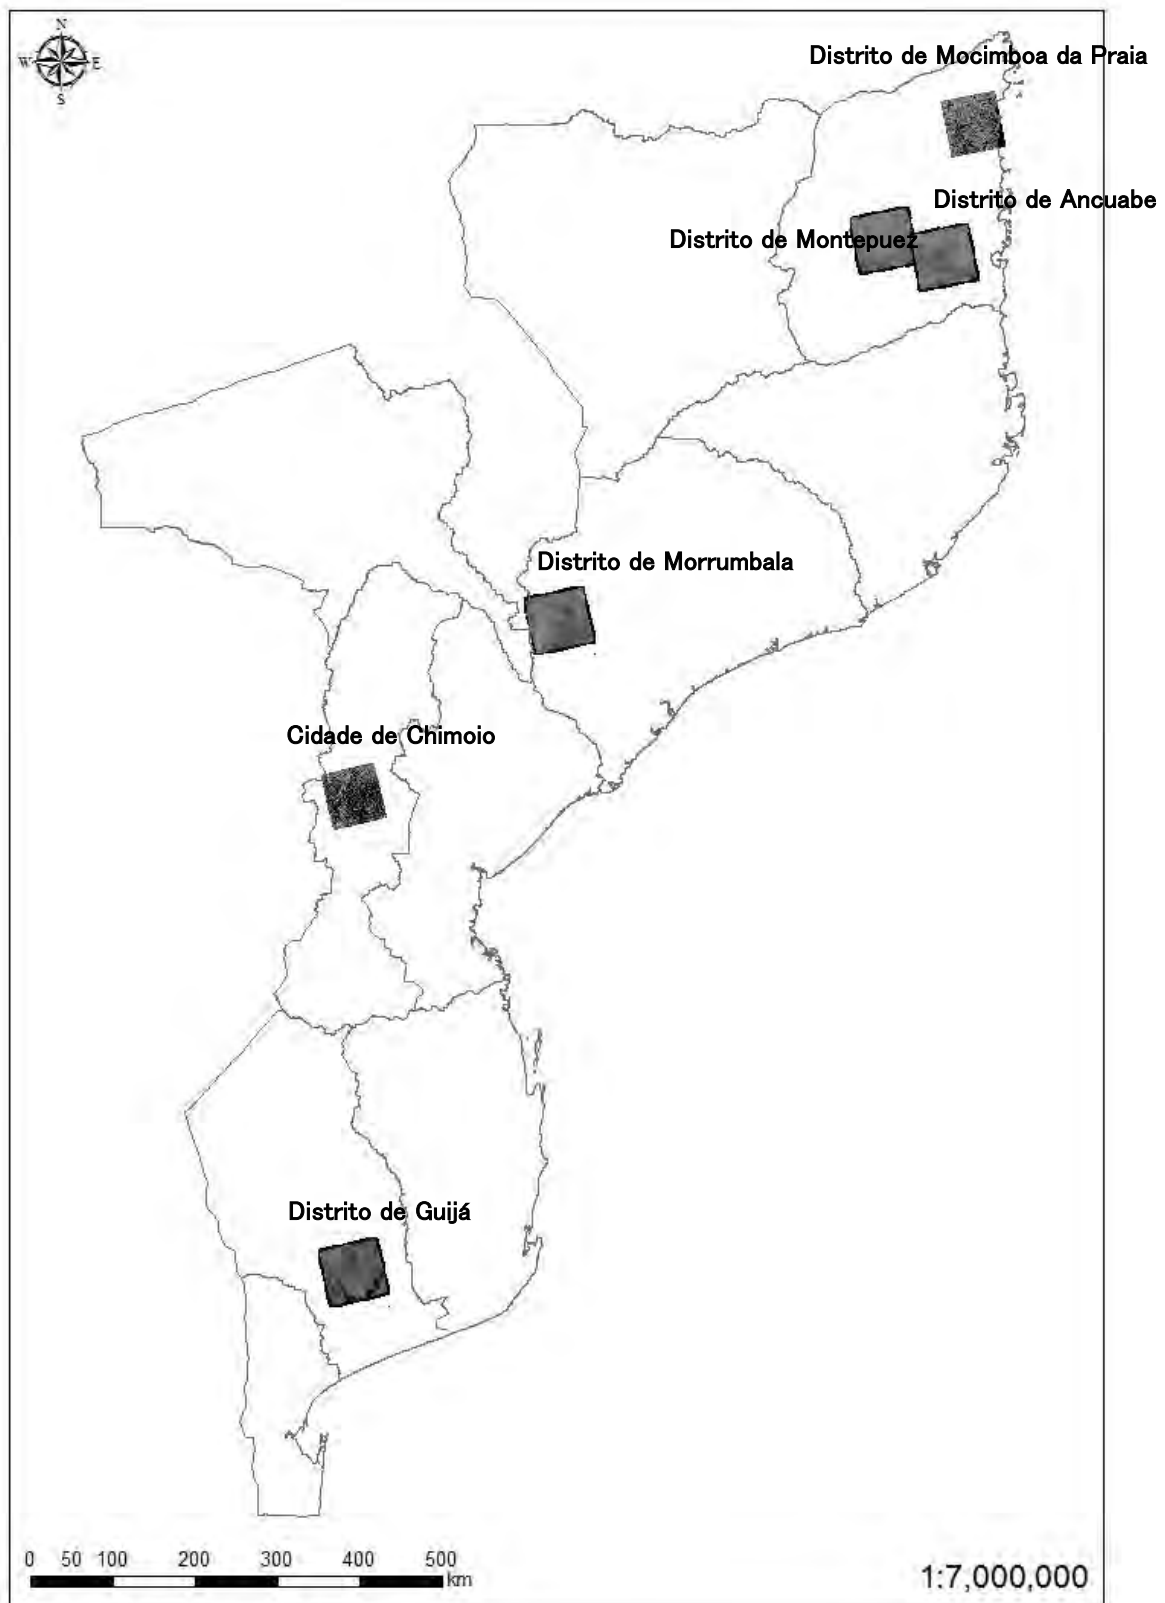 N
W E
S
Distrito de Mocimboa da Praia
Distrito de Ancuabe
Distrito de Montepuez
Distrito de Morrumbala
Cidade de Chimoio
Distrito de Guijá
0 50 100 200 300 400 500
km
1:7,000,000